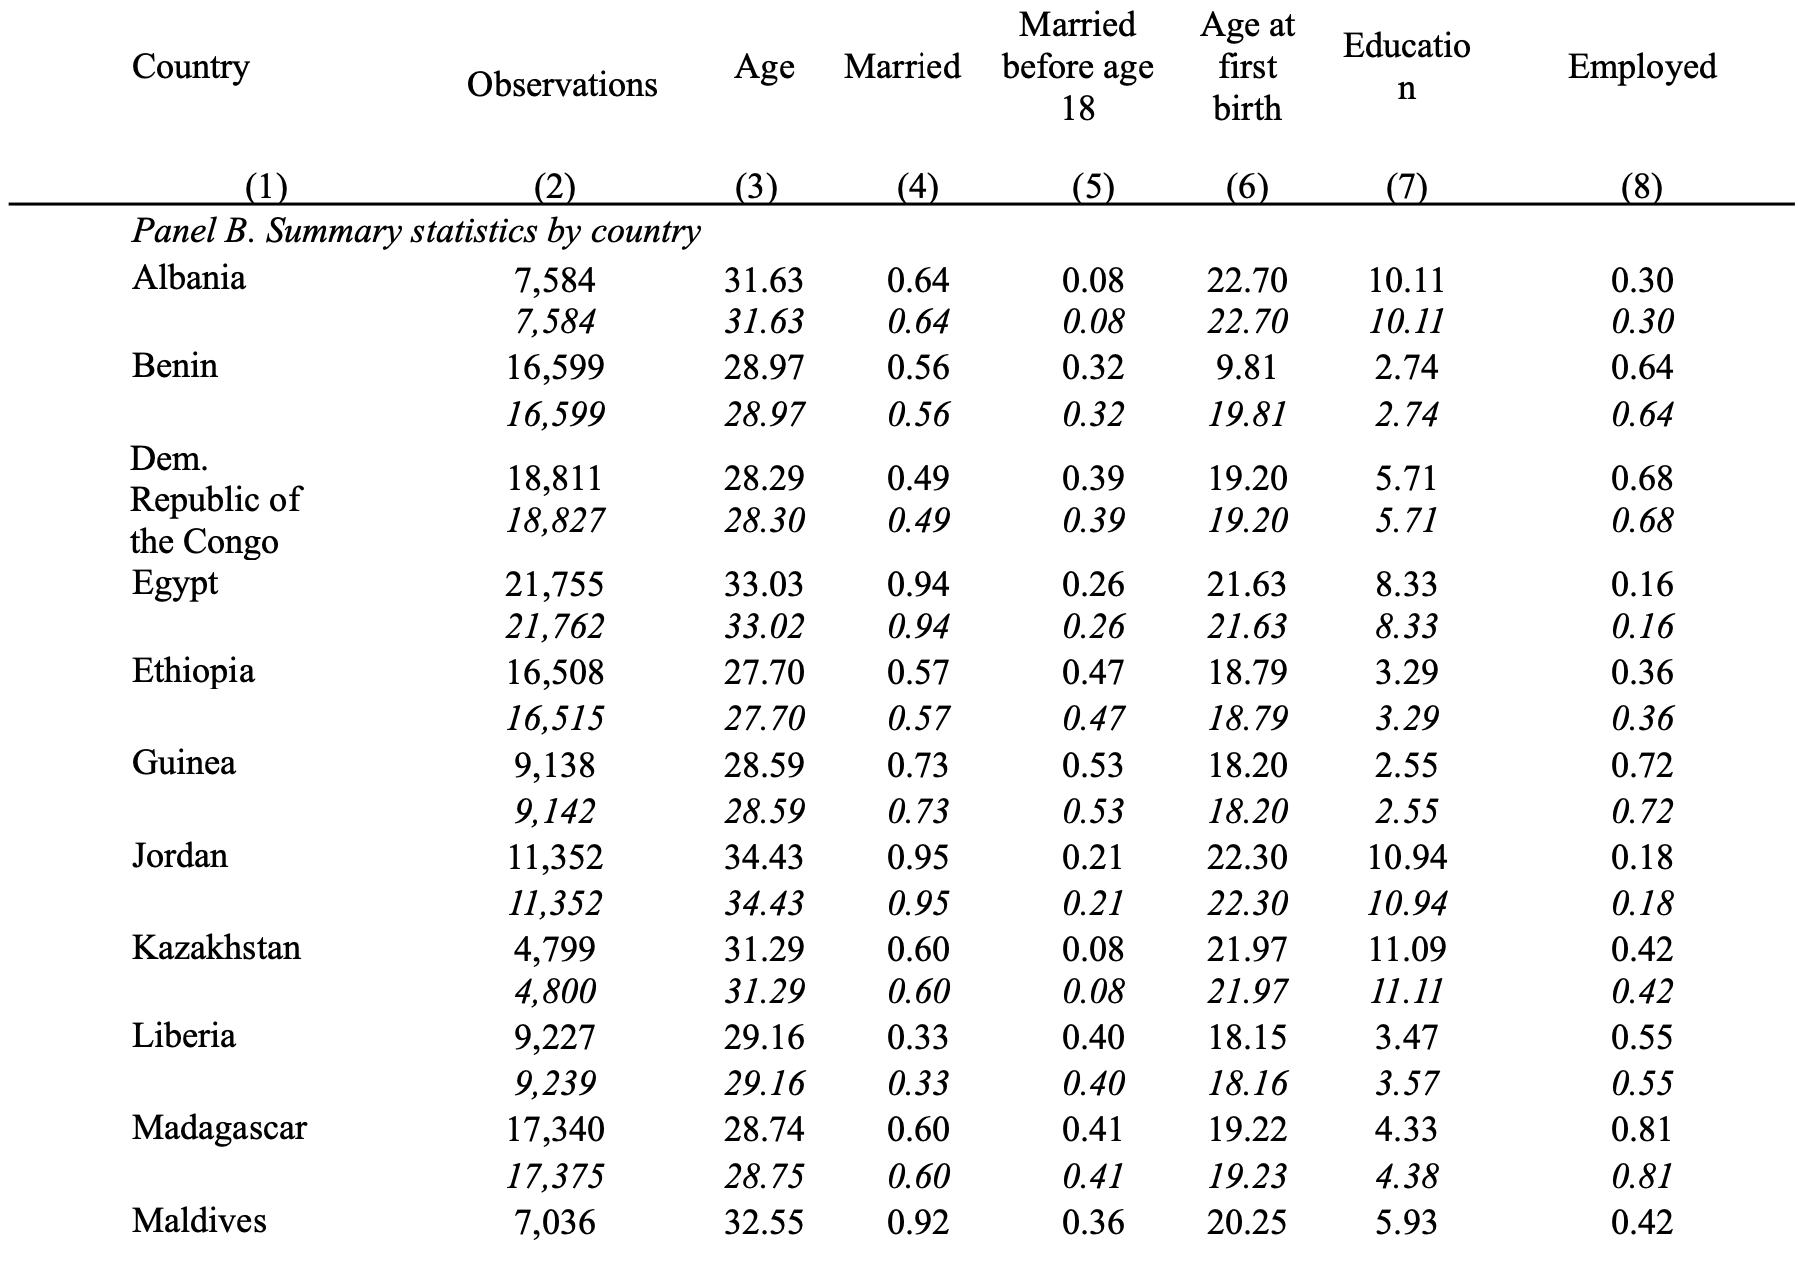 Country Observations Age Married Married before age 18 Age at first birth Educatio n Employed
(1) (2) (3) (4) (5) (6) (7) (8)
Panel B. Summary statistics by country
Albania 7,584 31.63 0.64 0.08 22.70 10.11 0.30
7,584 31.63 0.64 0.08 22.70 10.11 0.30
Benin 16,599 28.97 0.56 0.32 9.81 2.74 0.64
16,599 28.97 0.56 0.32 19.81 2.74 0.64
Dem.
Republic of 18,811 28.29 0.49 0.39 19.20 5.71 0.68
the Congo 18,827 28.30 0.49 0.39 19.20 5.71 0.68
Egypt 21,755 33.03 0.94 0.26 21.63 8.33 0.16
21,762 33.02 0.94 0.26 21.63 8.33 0.16
Ethiopia 16,508 27.70 0.57 0.47 18.79 3.29 0.36
16,515 27.70 0.57 0.47 18.79 3.29 0.36
Guinea 9,138 28.59 0.73 0.53 18.20 2.55 0.72
9,142 28.59 0.73 0.53 18.20 2.55 0.72
Jordan 11,352 34.43 0.95 0.21 22.30 10.94 0.18
11,352 34.43 0.95 0.21 22.30 10.94 0.18
Kazakhstan 4,799 31.29 0.60 0.08 21.97 11.09 0.42
4,800 31.29 0.60 0.08 21.97 11.11 0.42
Liberia 9,227 29.16 0.33 0.40 18.15 3.47 0.55
9,239 29.16 0.33 0.40 18.16 3.57 0.55
Madagascar 17,340 28.74 0.60 0.41 19.22 4.33 0.81
17,375 28.75 0.60 0.41 19.23 4.38 0.81
Maldives 7,036 32.55 0.92 0.36 20.25 5.93 0.42